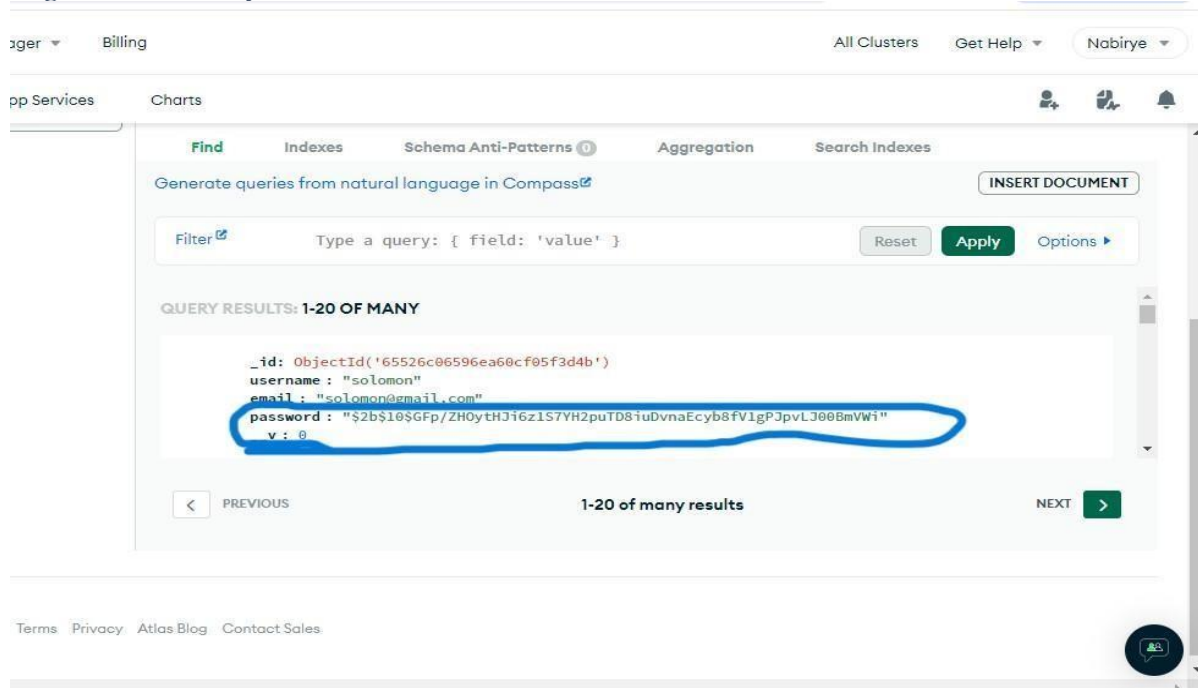 ager Billing All Clusters Get Help Nabirye
pp Services Charts
Find Indexes Schema Anti-Patterns 0 Aggregation Search Indexes
Generate queries from natural language in Compass INSERT DOCUMENT
Filter Type a query: { field: 'value' } Reset Apply Options
QUERY RESULTS: 1-20 OF MANY
_id: ObjectId('65526c06596ea60cf05f3d4b')
username : "solomon"
email : "solomon@gmail.com"
password : "$2b$10$GFp/ZHOytHJi6z1S7YH2puTD8iuDvnaEcyb8fV1gPJpvLJ00BmVWi"
__v : 0
PREVIOUS 1-20 of many results NEXT
Terms Privacy Atlas Blog Contact Sales